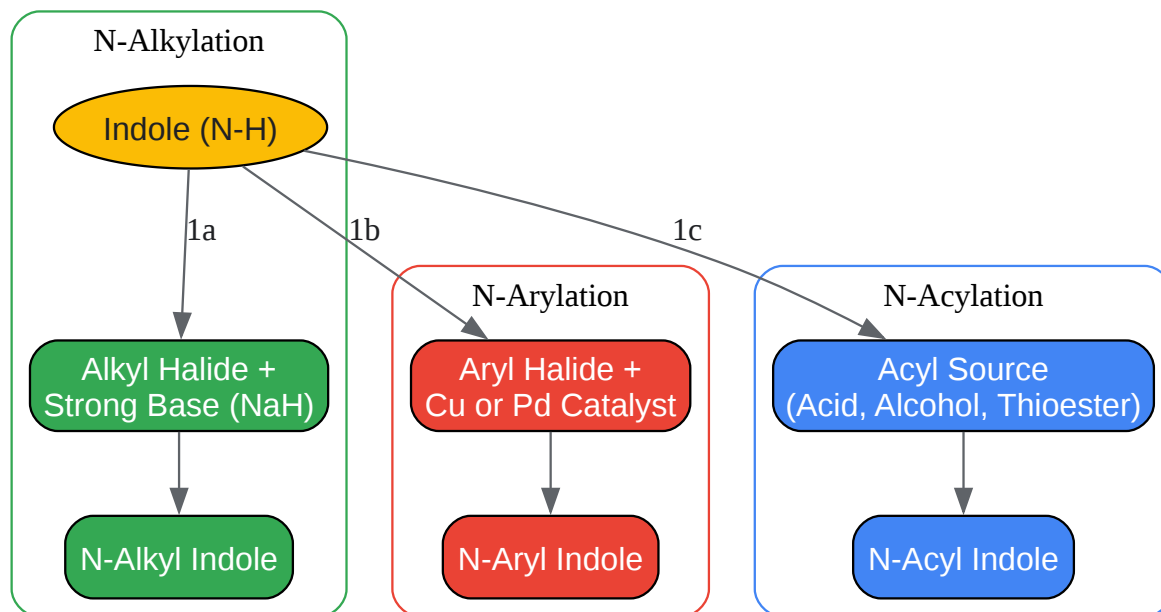 N-Alkylation
Indole (N-H)
1a
1b
1c
N-Arylation
N-Acylation
Alkyl Halide +
Strong Base (NaH)
Aryl Halide +
Cu or Pd Catalyst
Acyl Source
(Acid, Alcohol, Thioester)
N-Alkyl Indole
N-Aryl Indole
N-Acyl Indole